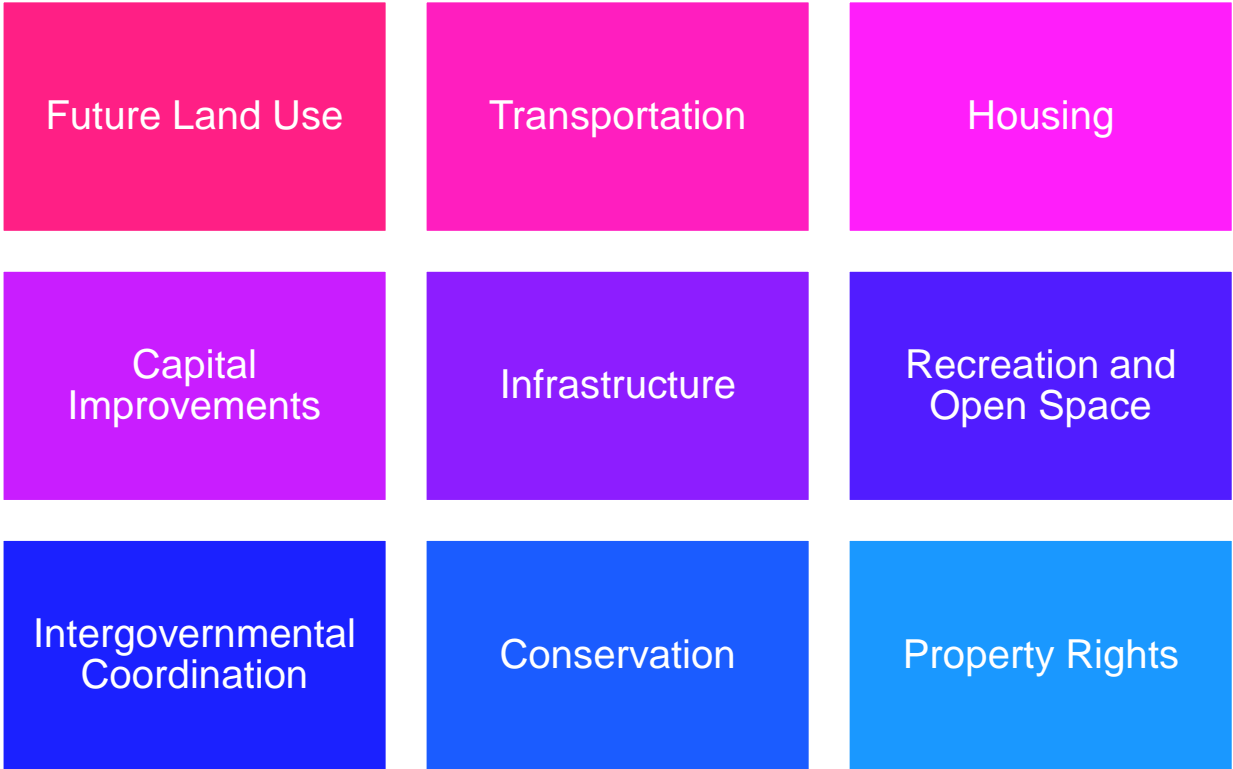 Future Land Use
Transportation
Housing
Capital
Improvements
Infrastructure
Recreation and
Open Space
Intergovernmental
Coordination
Conservation
Property Rights